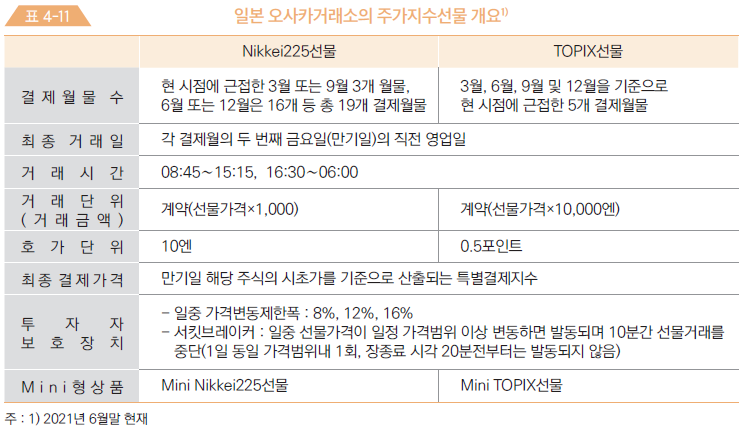 표 4-11
일본 오사카거래소의 주가지수선물 개요1)
Nikkei225선물 TOPIX선물
결제월물 수
현 시점에 근접한 3월 또는 9월 3개 월물,
6월 또는 12월은 16개 등 총 19개 결제월물
3월, 6월, 9월 및 12월을 기준으로
현 시점에 근접한 5개 결제월물
최종 거래일 각 결제월의 두 번째 금요일(만기일)의 직전 영업일
거래시간 08:45~15:15, 16:30~06:00
거래단위
(거래금액)
계약(선물가격×1,000) 계약(선물가격×10,000엔)
호가단위 10엔 0.5포인트
최종결제가격 만기일 해당 주식의 시초가를 기준으로 산출되는 특별결제지수
투자자
보호장치
- 일중 가격변동제한폭 : 8%, 12%, 16%
- 서킷브레이커 : 일중 선물가격이 일정 가격범위 이상 변동하면 발동되며 10분간 선물거래를
중단(1일 동일 가격범위내 1회, 장종료 시각 20분전부터는 발동되지 않음)
Mini형상품 Mini Nikkei225선물 Mini TOPIX선물
주 : 1) 2021년 6월말 현재